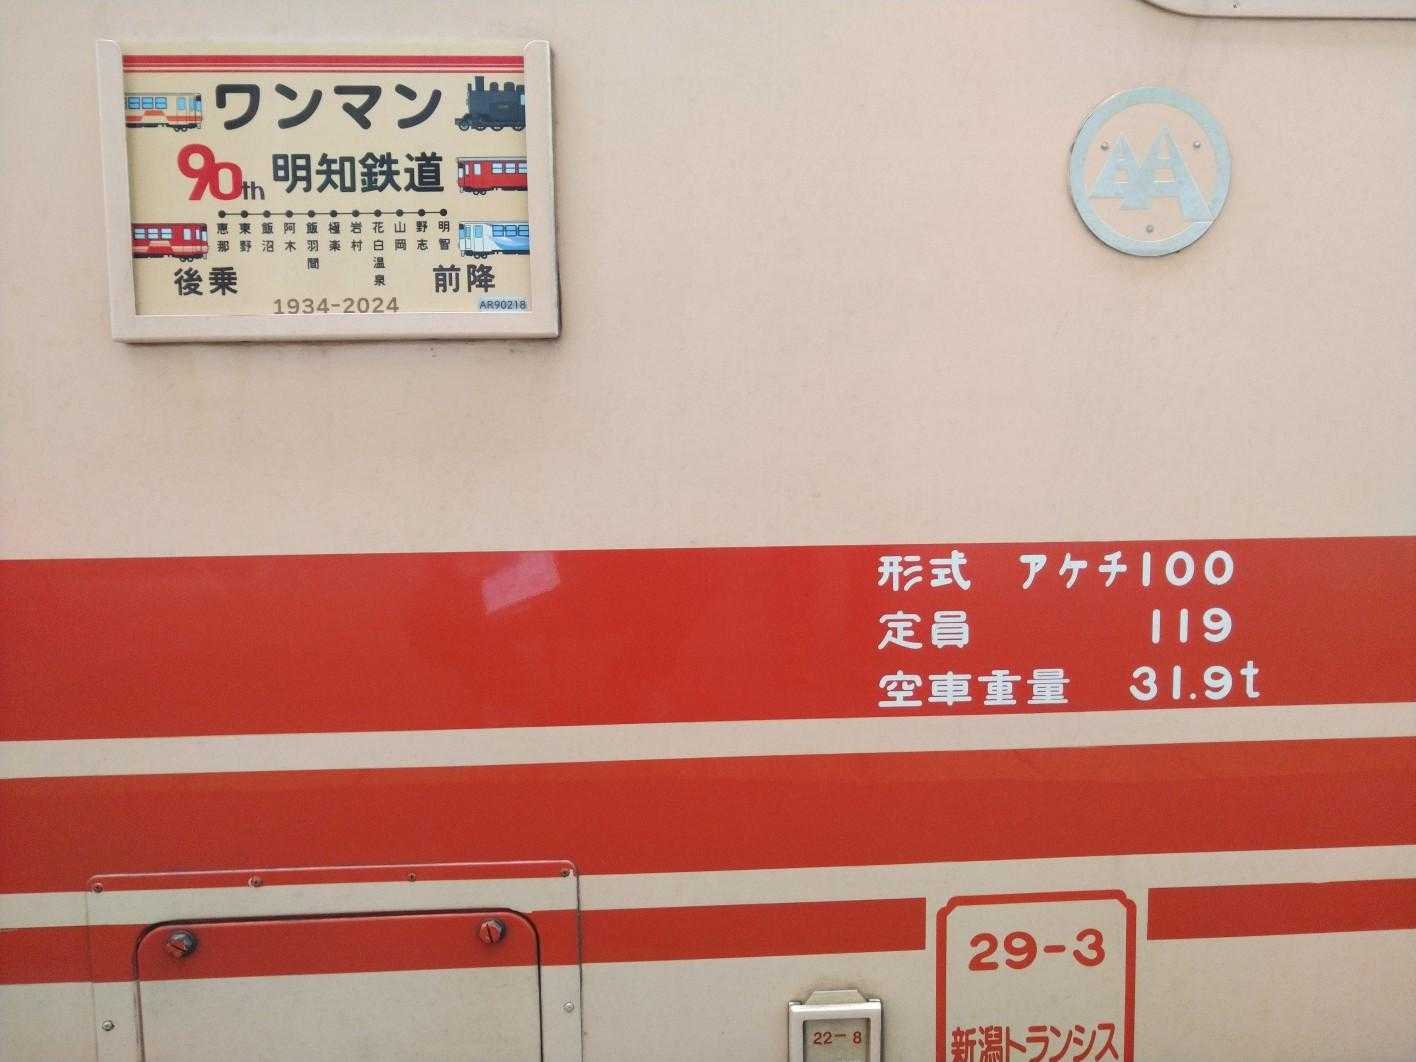 ワンマン
90th 明知鉄道
恵那 東野 飯沼 阿木 飯羽間 極楽 岩村 花白温泉 山岡 野志 明智
後乗 前降
1934-2024
AR90218
形式 アケチ100
定員 119
空車重量 31.9t
29-3
新潟トランシス
22-8